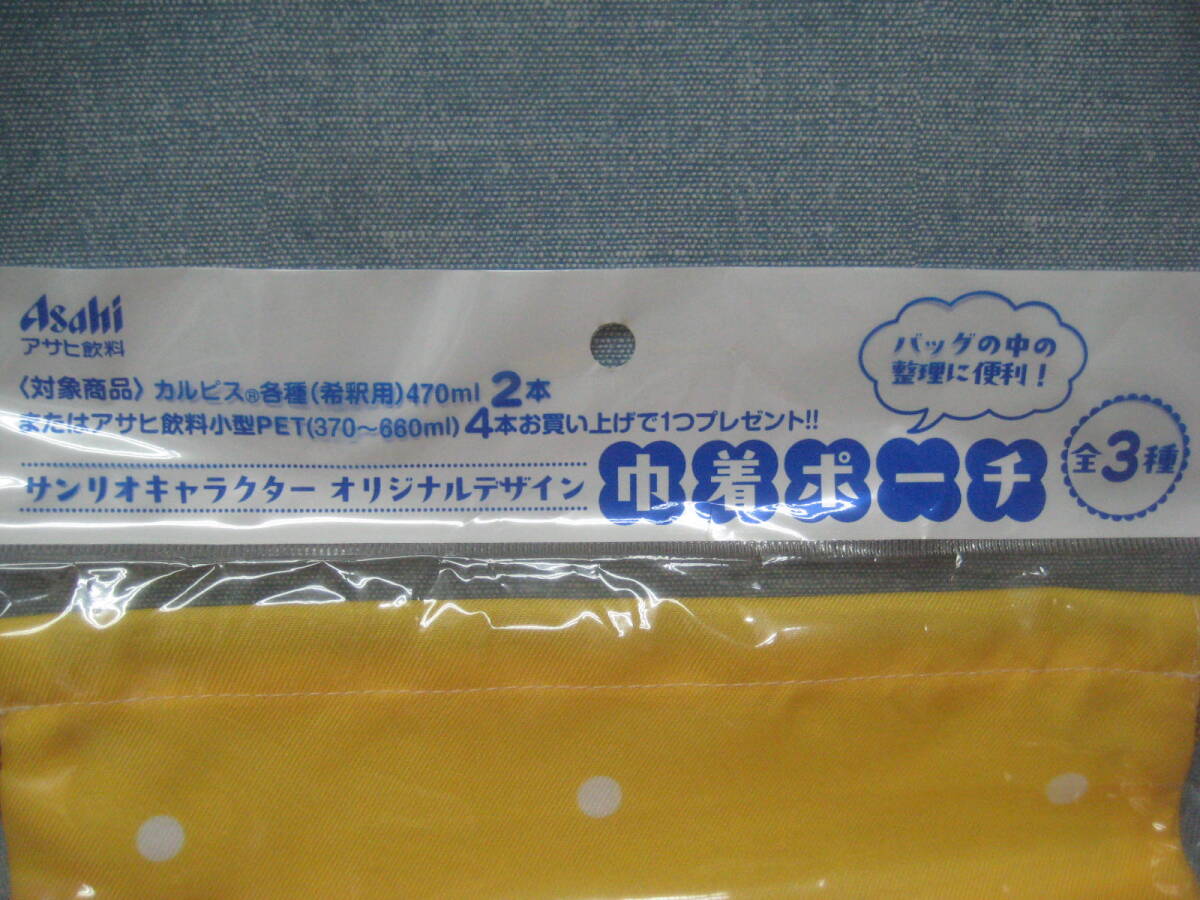 Asahi
アサヒ飲料
バッグの中の
整理に便利!
〈対象商品〉カルピス®各種(希釈用)470ml 2本
またはアサヒ飲料小型PET(370~660ml) 4本お買い上げで1つプレゼント!!
サンリオキャラクター オリジナルデザイン 巾着ポーチ
全3種